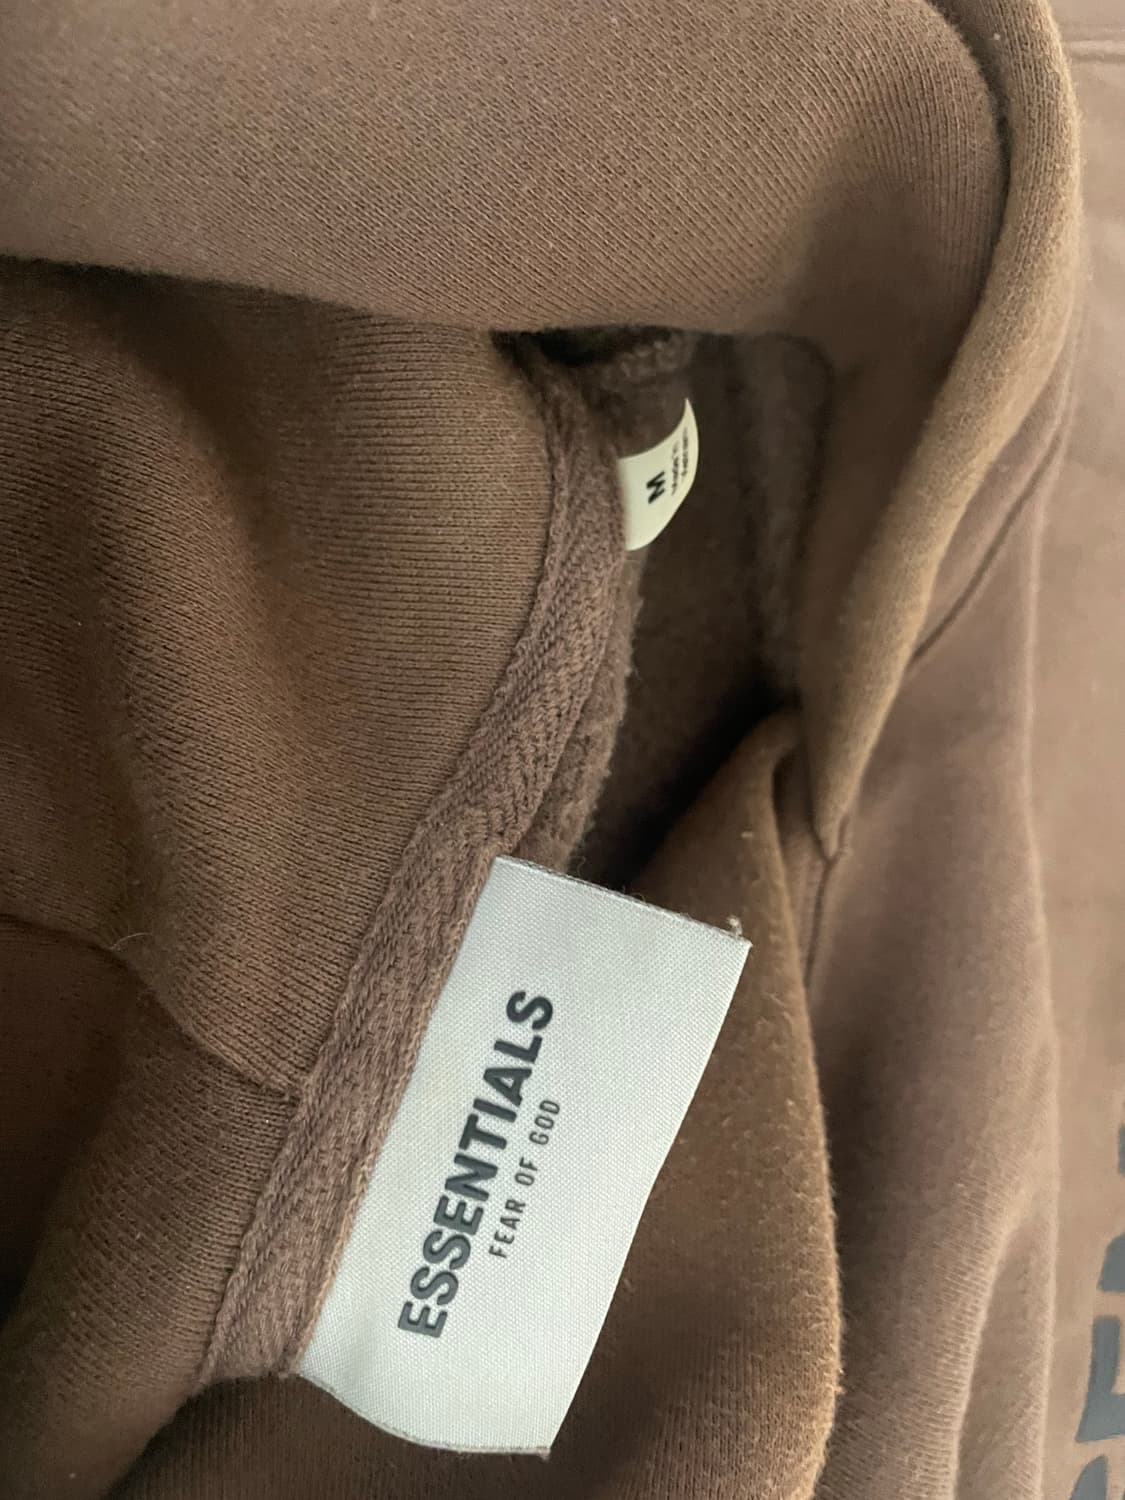 ESSENTIALS
FEAR OF GOD
M